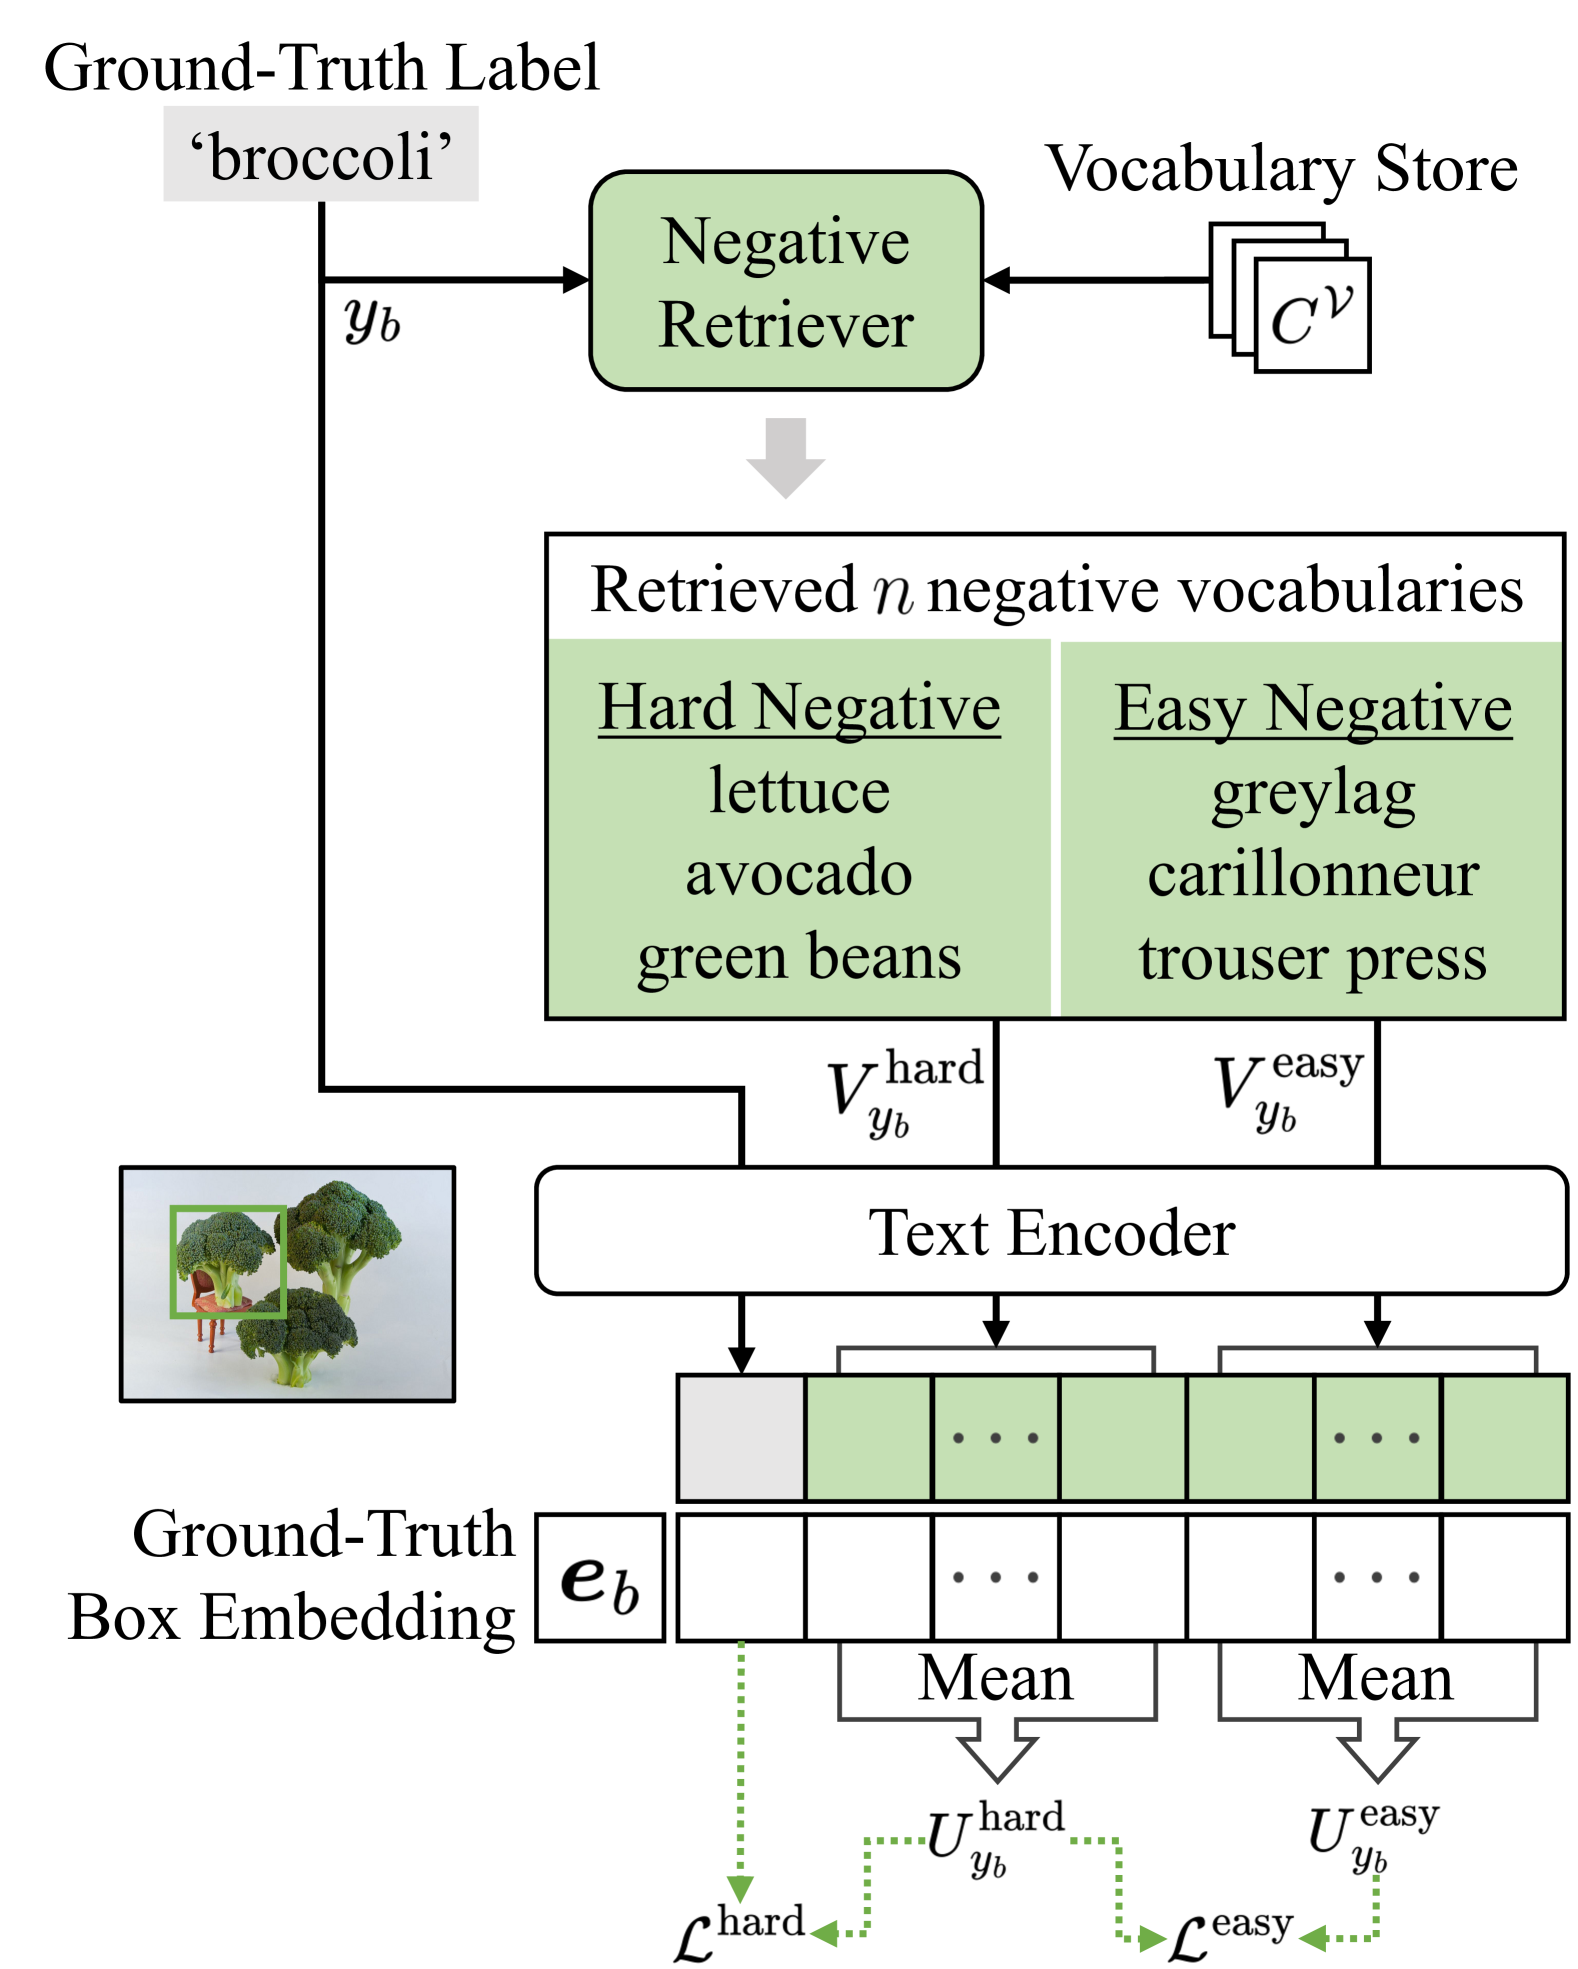 Ground-Truth Label
‘broccoli’
Vocabulary Store
Negative
Retriever
$y_b$
$C^{\mathcal{V}}$
Retrieved $n$ negative vocabularies
Hard Negative
lettuce
avocado
green beans
Easy Negative
greylag
carillonneur
trouser press
$V_{y_b}^{\text{hard}}$
$V_{y_b}^{\text{easy}}$
Text Encoder
· · ·
· · ·
Ground-Truth
Box Embedding
$\boldsymbol{e}_b$
· · ·
· · ·
Mean
Mean
$U_{y_b}^{\text{hard}}$
$U_{y_b}^{\text{easy}}$
$\mathcal{L}^{\text{hard}}$
$\mathcal{L}^{\text{easy}}$